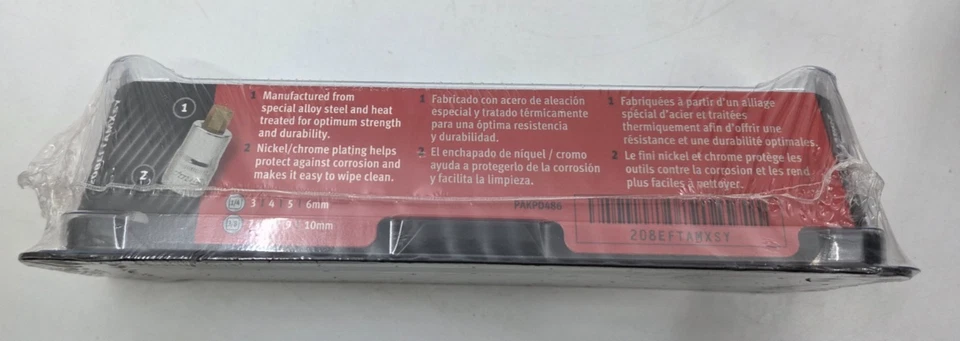 1 Manufactured from
special alloy steel and heat
treated for optimum strength
and durability.
2 Nickel/chrome plating helps
protect against corrosion and
makes it easy to wipe clean.
1 Fabricado con acero de aleación
especial y tratado térmicamente
para una óptima resistencia
y durabilidad.
2 El enchapado de níquel / cromo
ayuda a protegerlo de la corrosión
y facilita la limpieza.
1 Fabriquées à partir d'un alliage
spécial d'acier et traitées
thermiquement afin d'offrir une
résistance et une durabilité optimales.
2 Le fini nickel et chrome protège les
outils contre la corrosion et les rend
plus faciles à nettoyer.
1
2
1/4 3 4 5 6mm
9 10mm
PAKPD486
208EFTAMXSY